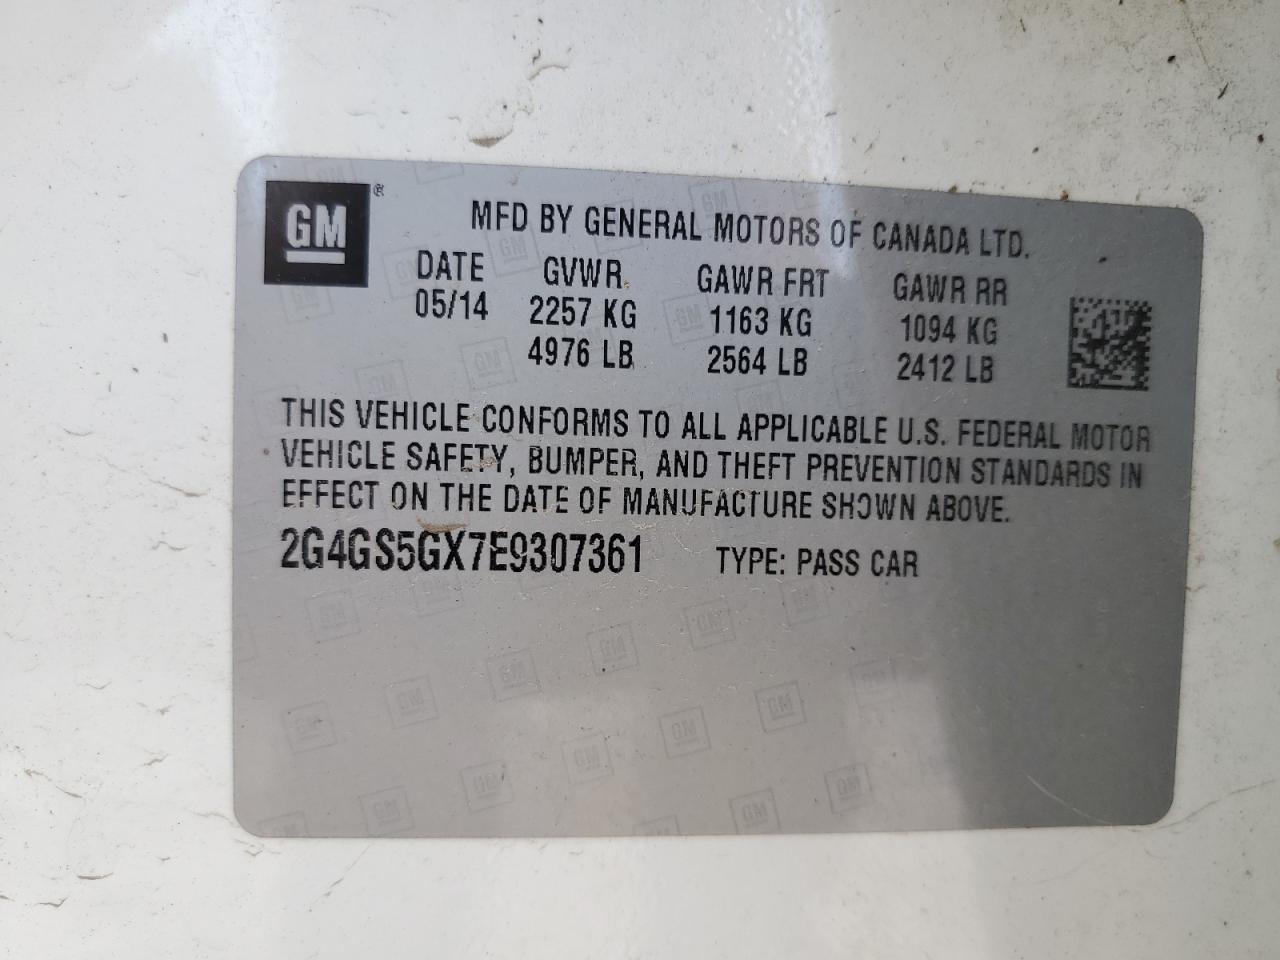 GM ®
MFD BY GENERAL MOTORS OF CANADA LTD.
DATE GVWR GAWR FRT GAWR RR
05/14 2257 KG 1163 KG 1094 KG
4976 LB 2564 LB 2412 LB
THIS VEHICLE CONFORMS TO ALL APPLICABLE U.S. FEDERAL MOTOR
VEHICLE SAFETY, BUMPER, AND THEFT PREVENTION STANDARDS IN
EFFECT ON THE DATE OF MANUFACTURE SHOWN ABOVE.
2G4GS5GX7E9307361 TYPE: PASS CAR